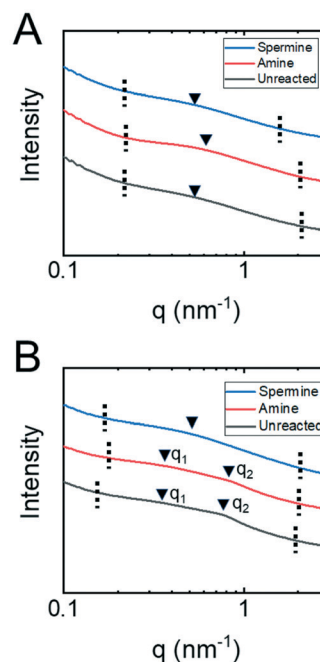 A
Spermine
Amine
Unreacted
Intensity
0.1
1
q (nm⁻¹)
B
Spermine
Amine
Unreacted
q₁
q₂
q₁
q₂
Intensity
0.1
1
q (nm⁻¹)